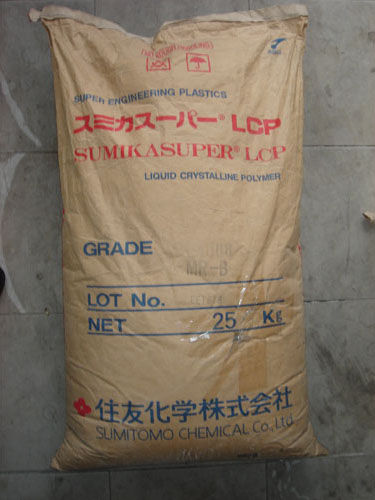 SUPER ENGINEERING PLASTICS
スミカスーパー® LCP
SUMIKASUPER® LCP
LIQUID CRYSTALLINE POLYMER
GRADE
MR-B
LOT No.
NET 25 Kg
住友化学株式会社
SUMITOMO CHEMICAL Co., Ltd